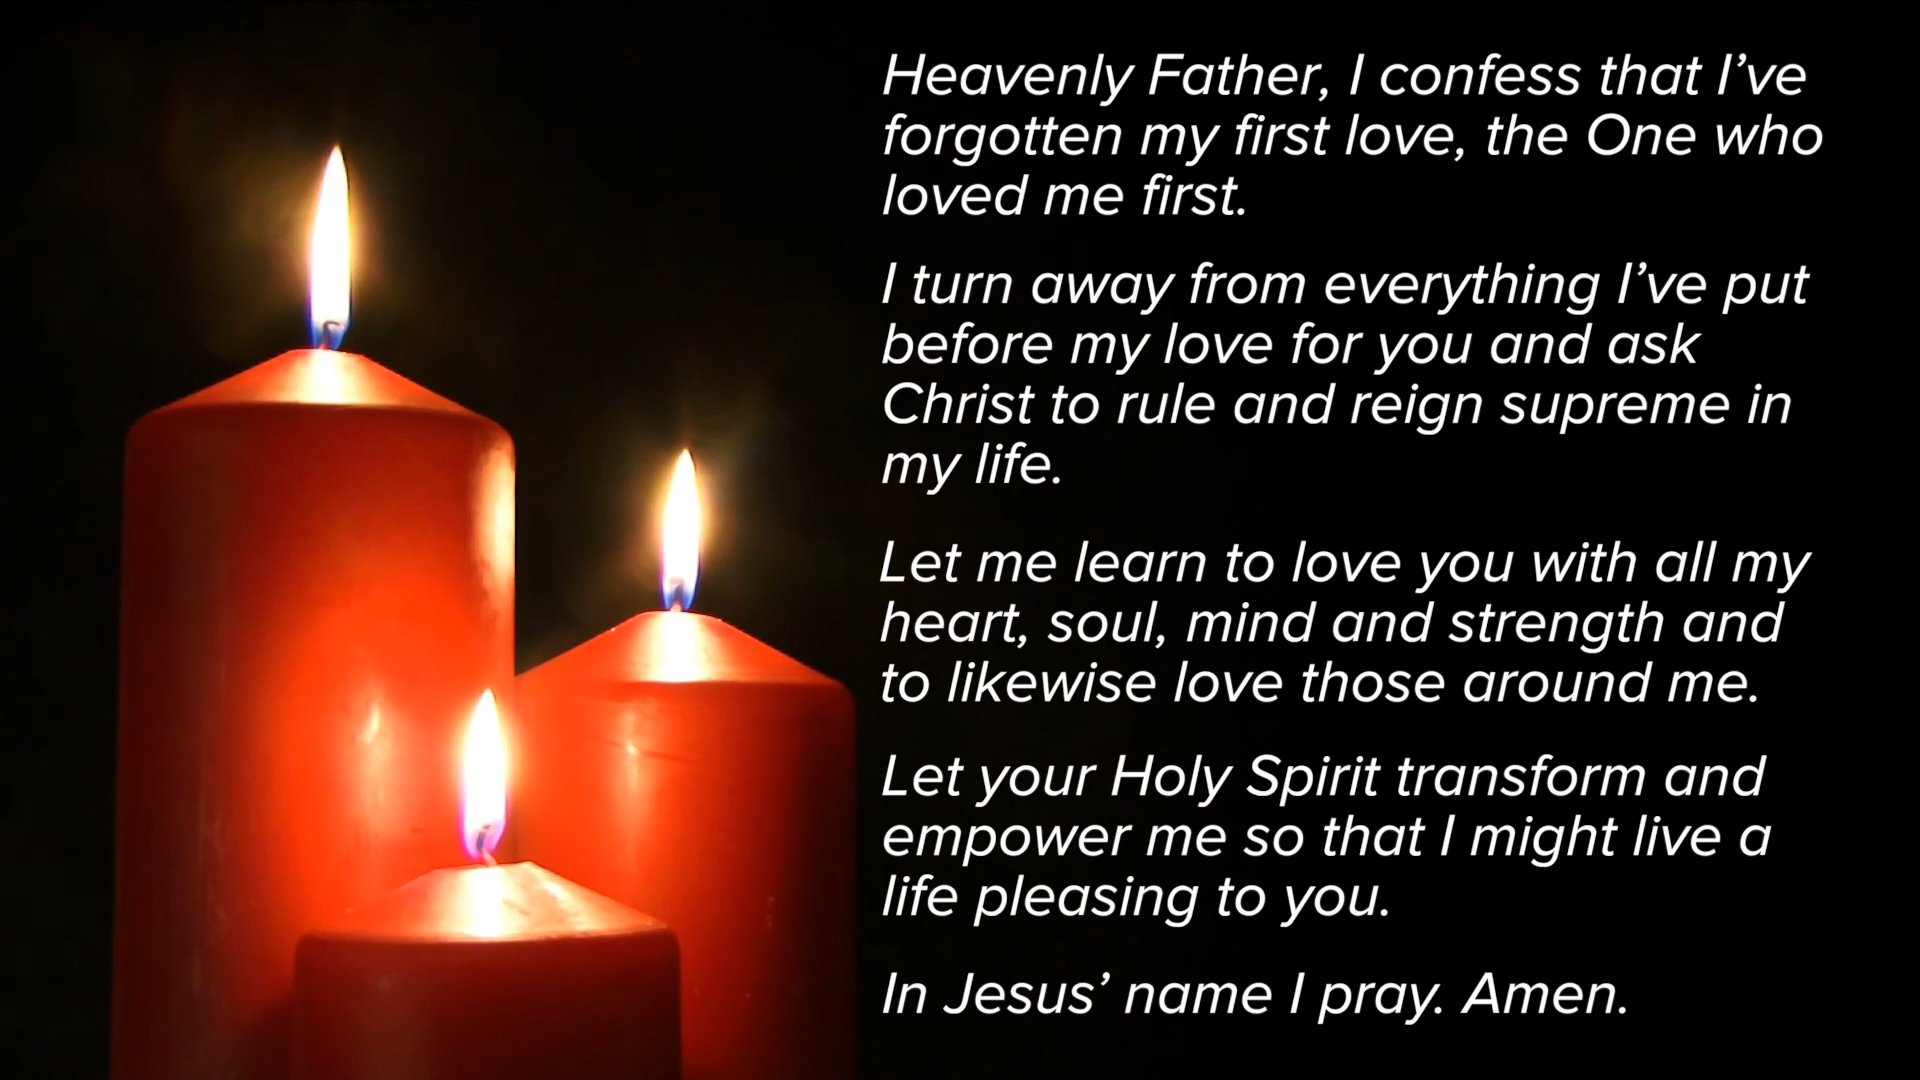 Heavenly Father, I confess that I’ve
forgotten my first love, the One who
loved me first.
I turn away from everything I’ve put
before my love for you and ask
Christ to rule and reign supreme in
my life.
Let me learn to love you with all my
heart, soul, mind and strength and
to likewise love those around me.
Let your Holy Spirit transform and
empower me so that I might live a
life pleasing to you.
In Jesus’ name I pray. Amen.